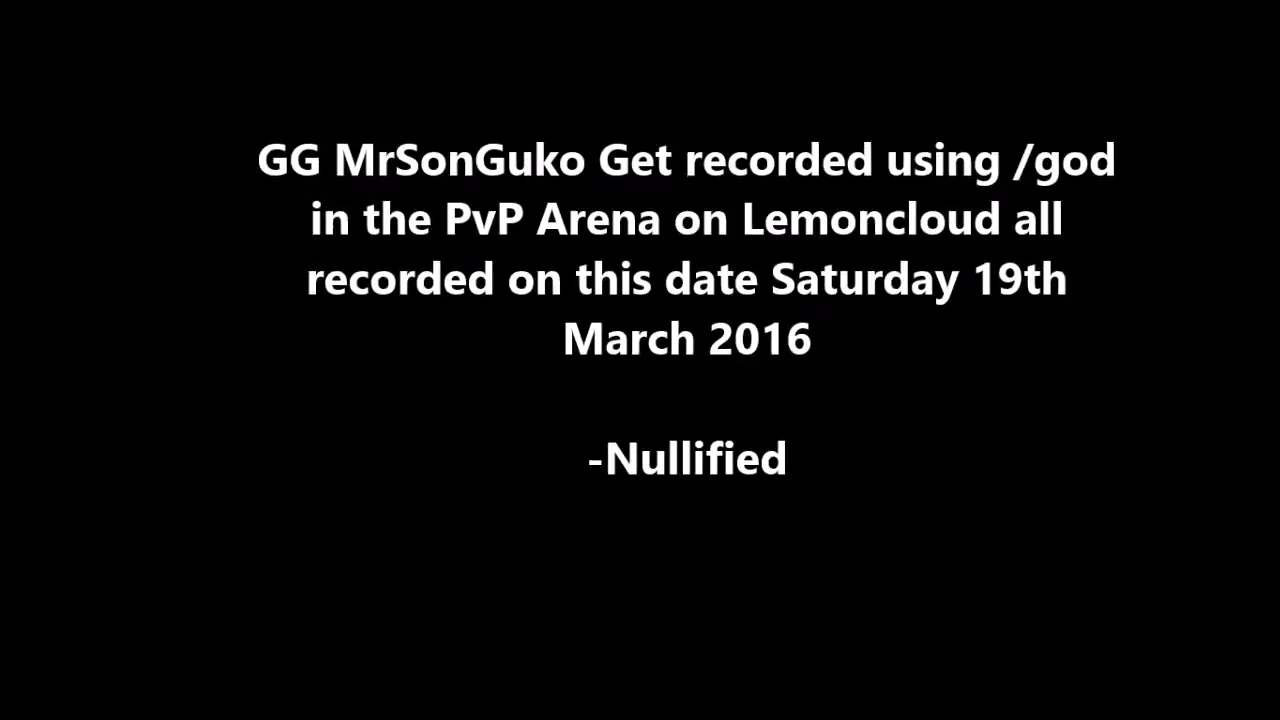 GG MrSonGuko Get recorded using /god
in the PvP Arena on Lemoncloud all
recorded on this date Saturday 19th
March 2016
-Nullified